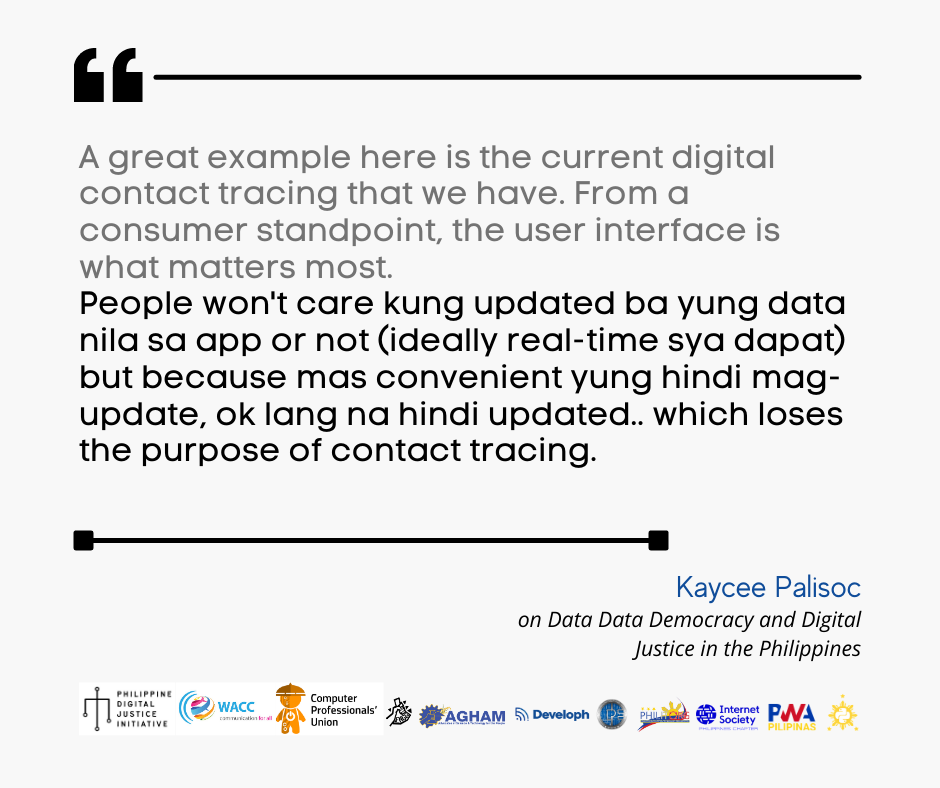 A great example here is the current digital
contact tracing that we have. From a
consumer standpoint, the user interface is
what matters most.
People won't care kung updated ba yung data
nila sa app or not (ideally real-time sya dapat)
but because mas convenient yung hindi mag-
update, ok lang na hindi updated.. which loses
the purpose of contact tracing.
Kaycee Palisoc
on Data Data Democracy and Digital
Justice in the Philippines
PHILIPPINE
DIGITAL
JUSTICE
INITIATIVE
WACC
communication for all
Computer
Professionals'
Union
AGHAM
Developh
Internet
Society
PHILIPPINES CHAPTER
PWA
PILIPINAS